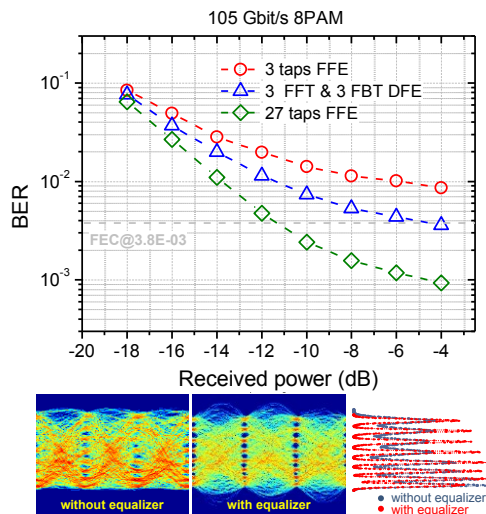 105 Gbit/s 8PAM
3 taps FFE
3 FFT & 3 FBT DFE
27 taps FFE
BER
10⁻¹
10⁻²
10⁻³
FEC@3.8E-03
-20 -18 -16 -14 -12 -10 -8 -6 -4
Received power (dB)
without equalizer
with equalizer
without equalizer
with equalizer